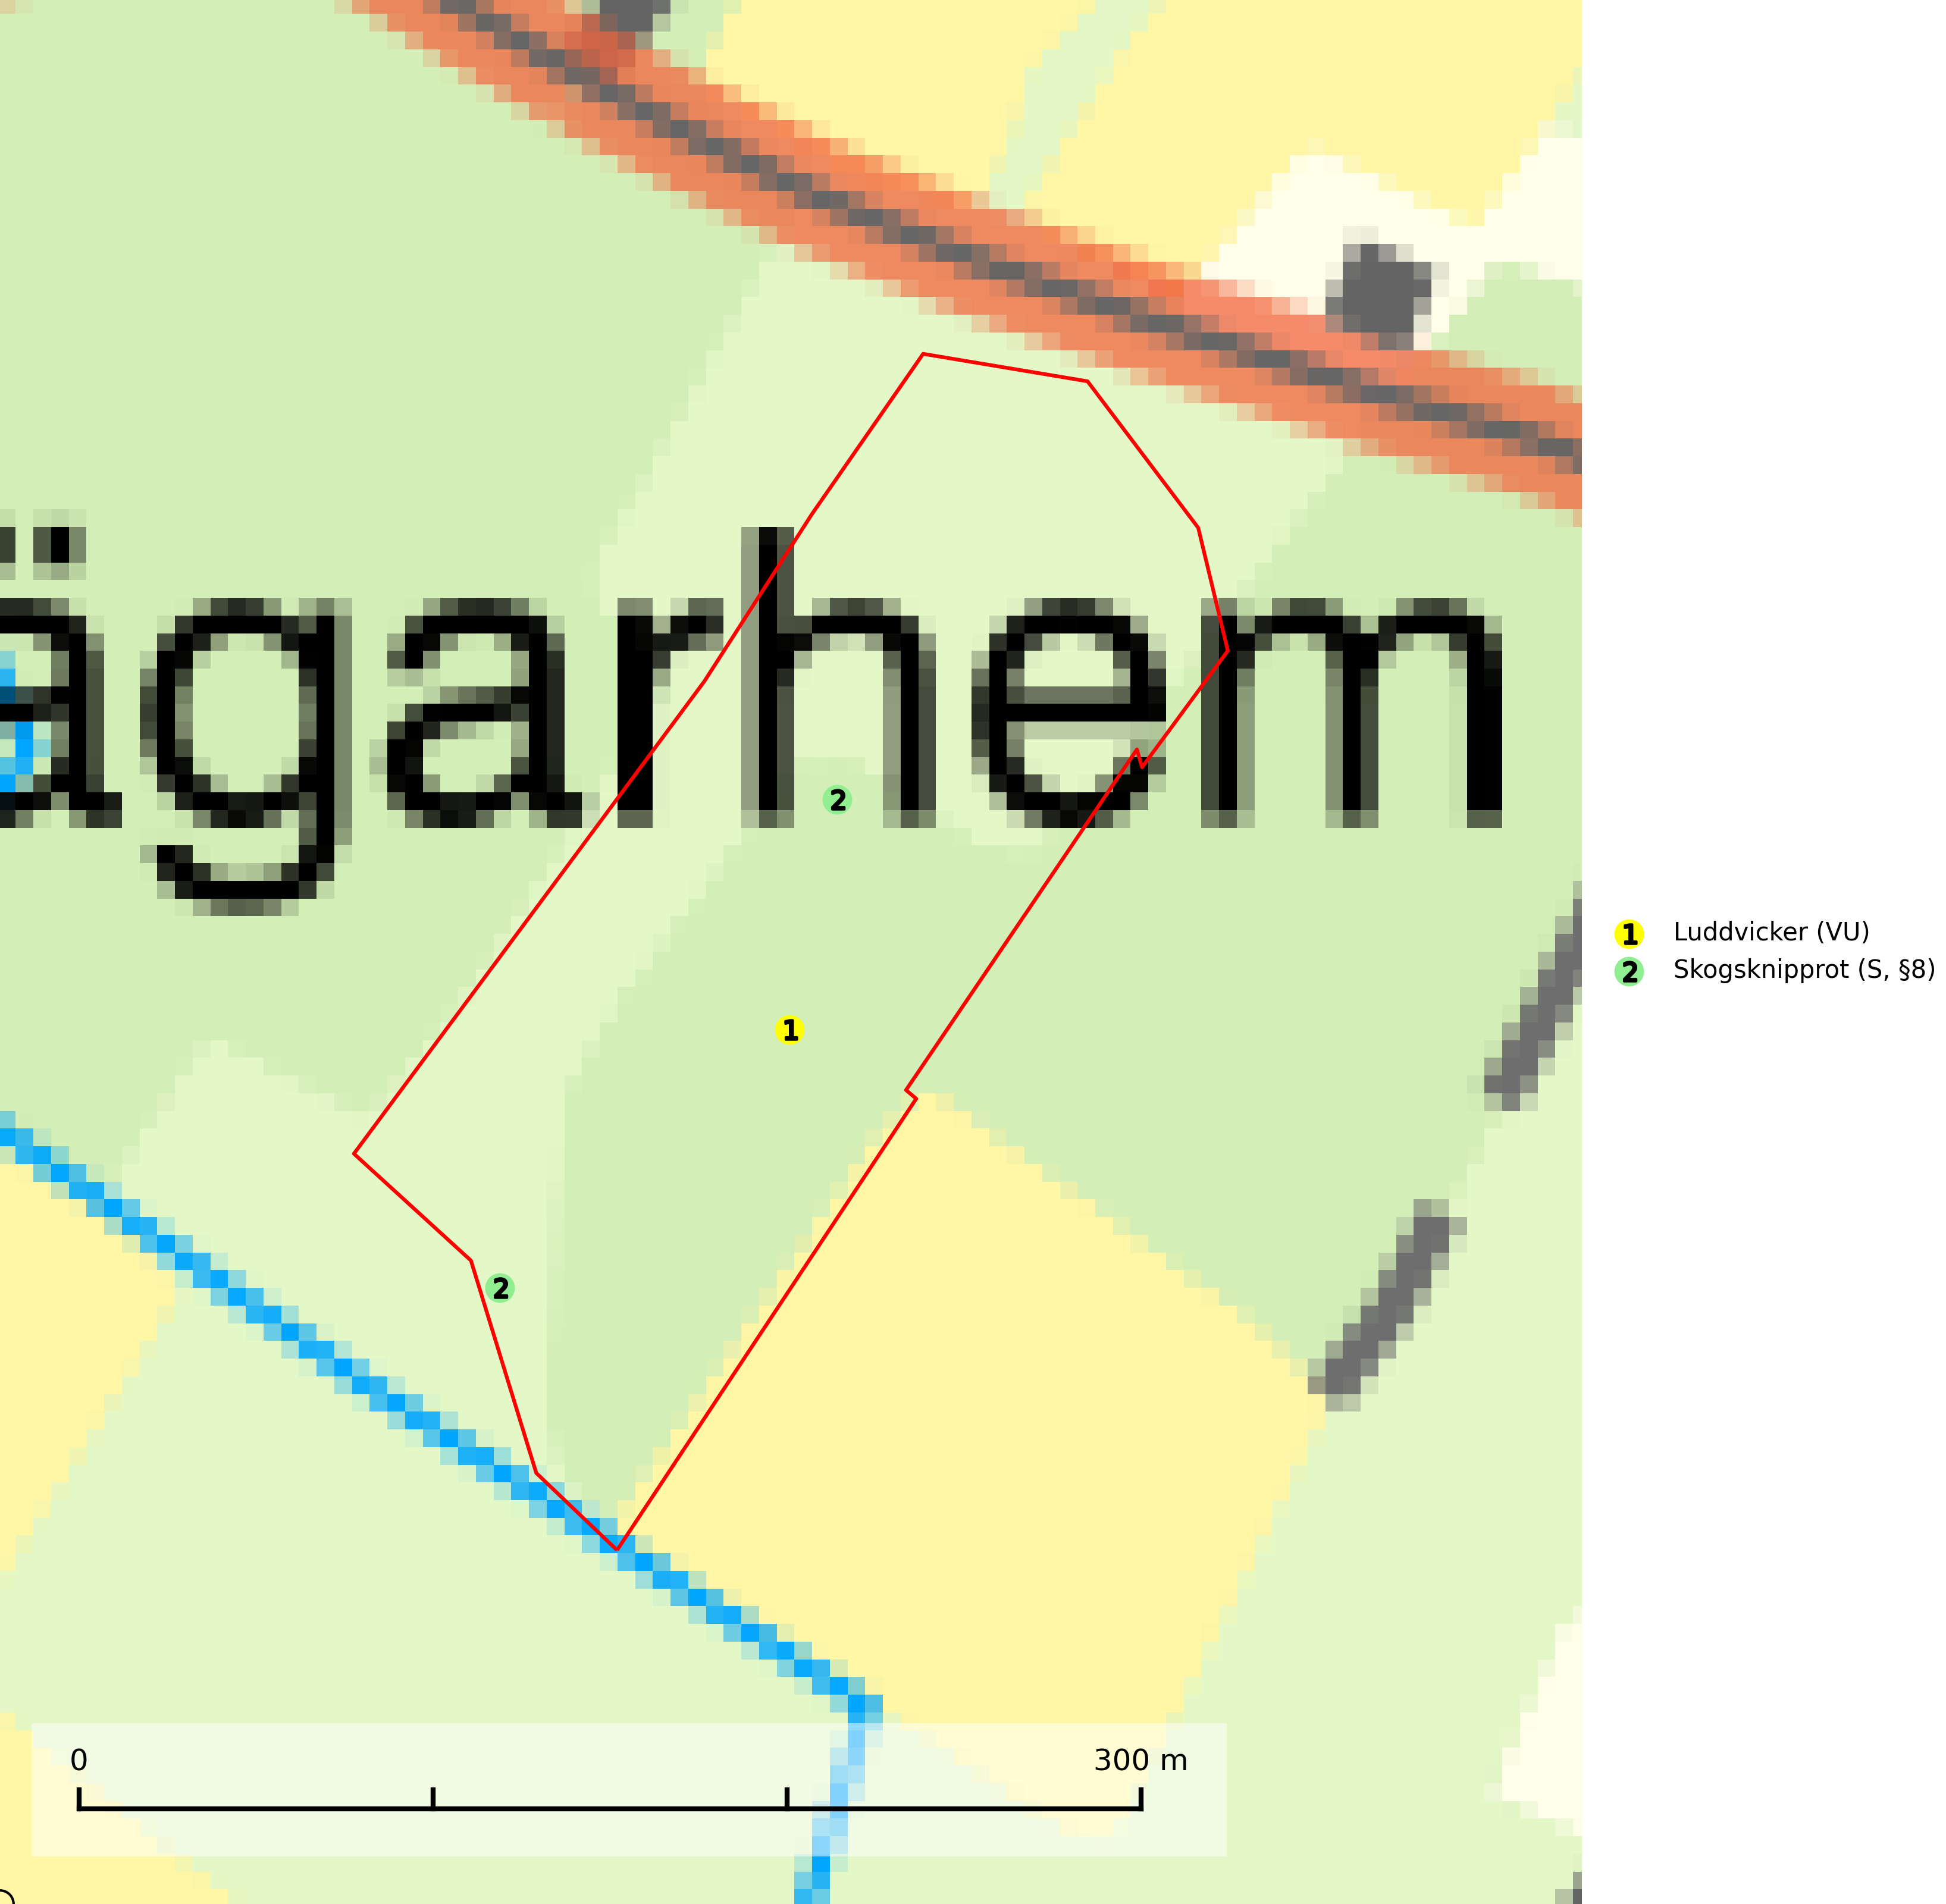 ägarhem
2
1
2
1 Luddvicker (VU)
2 Skogsknipprot (S, §8)
0 300 m